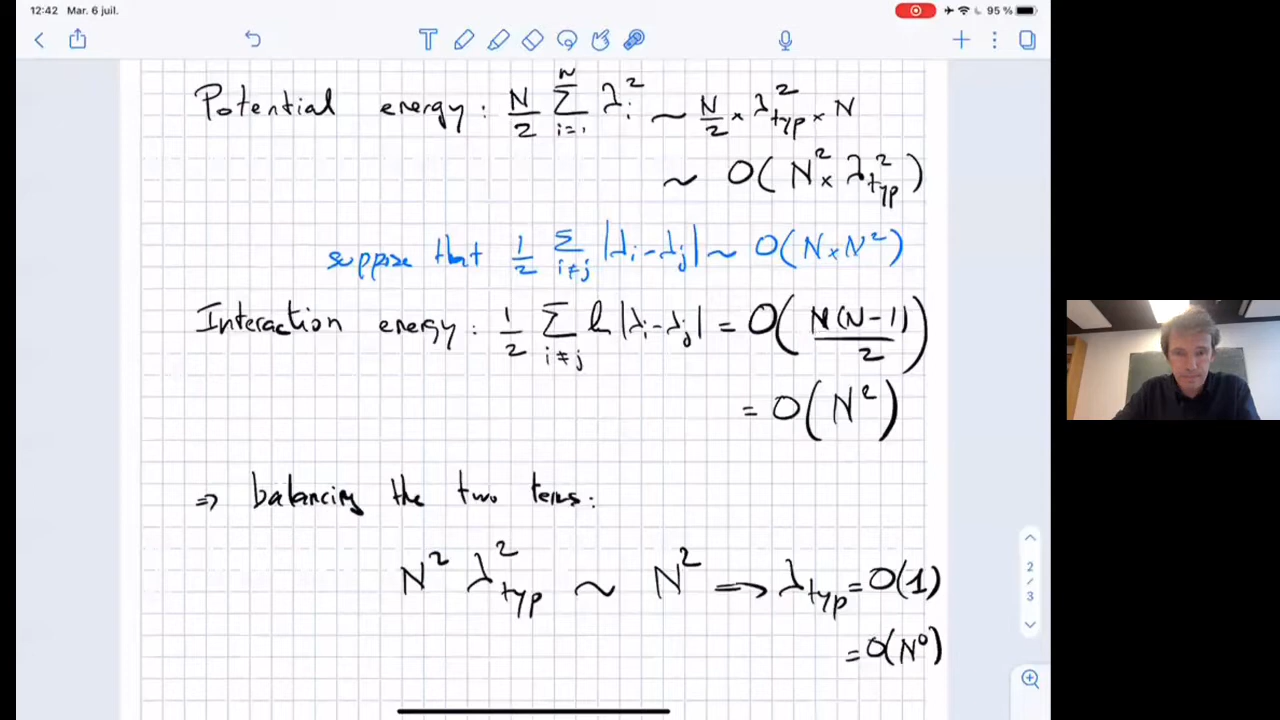 12:42 Mar. 6 juil. 95 %
Potential energy: N/2 Σ_{i=1}^{N} λ_i^2 ~ N/2 × λ_typ^2 × N
~ O(N^2 × λ_typ^2)
suppose that 1/2 Σ_{i≠j} |λ_i - λ_j| ~ O(N×N^2)
Interaction energy: 1/2 Σ_{i≠j} ln |λ_i - λ_j| = O(N(N-1)/2)
= O(N^2)
⇒ balancing the two terms:
N^2 λ_typ^2 ~ N^2 ⇒ λ_typ = O(1)
= O(N^0)
2
/
3